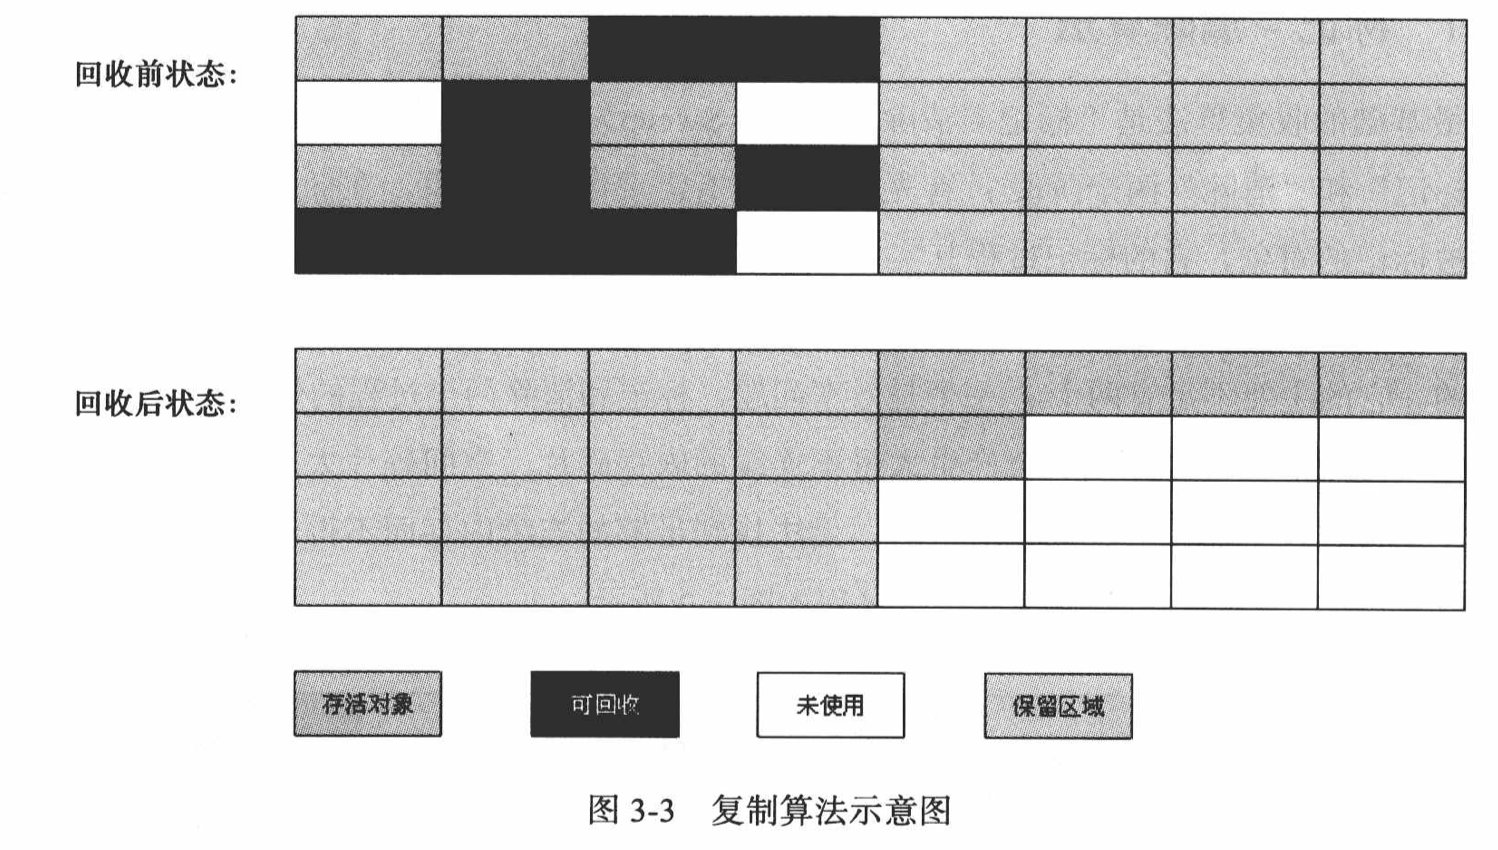 回收前状态：
回收后状态：
存活对象
可回收
未使用
保留区域
图 3-3 复制算法示意图